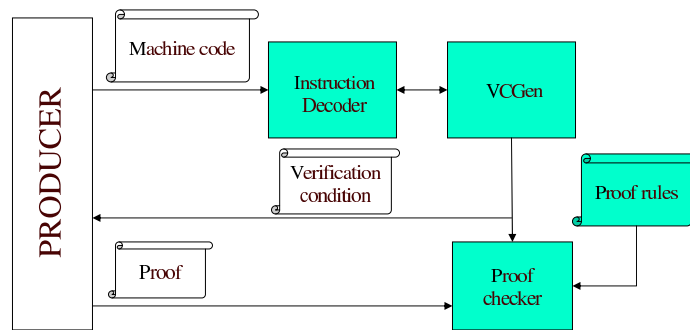 Machine code
Instruction
Decoder
VCGen
PRODUCER
Verification
condition
Proof rules
Proof
Proof
checker